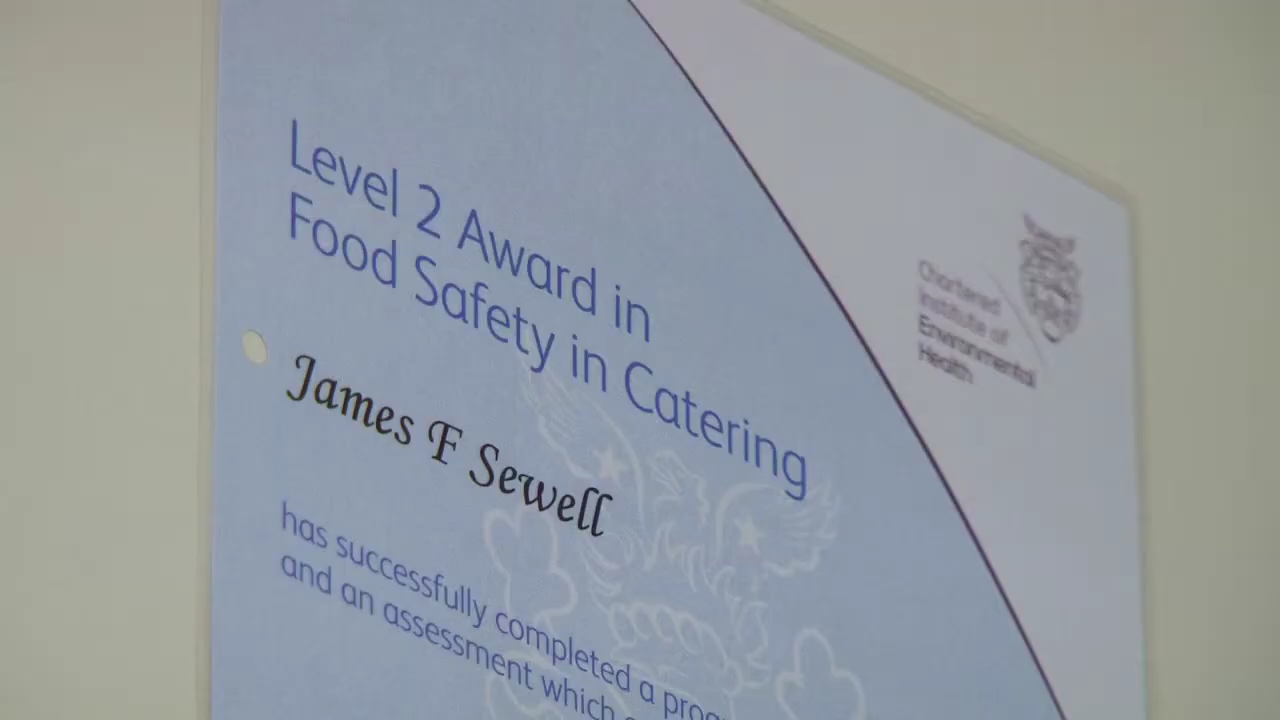 Level 2 Award in
Food Safety in Catering
James F Sewell
has successfully completed a
and an assessment which
Chartered
Institute of
Environmental
Health